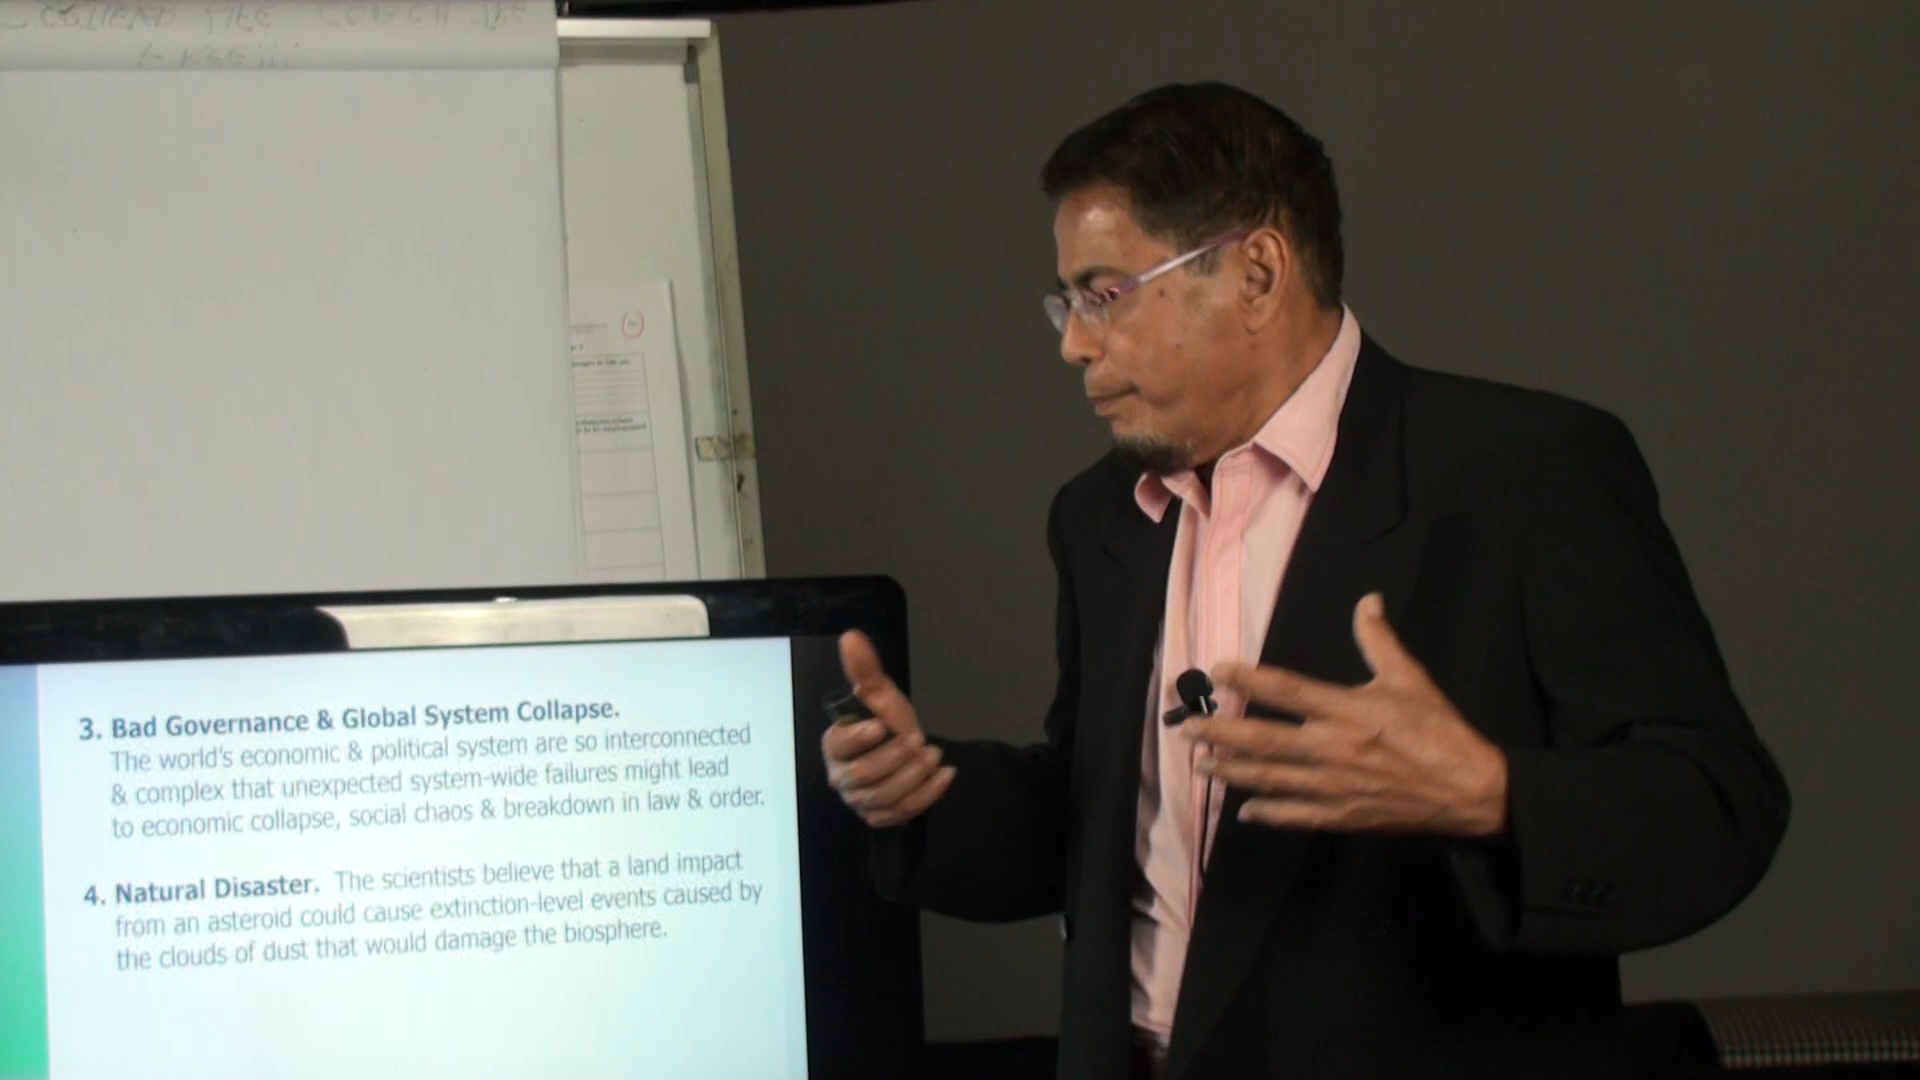 3. Bad Governance & Global System Collapse.
The world's economic & political system are so interconnected
& complex that unexpected system-wide failures might lead
to economic collapse, social chaos & breakdown in law & order.
4. Natural Disaster. The scientists believe that a land impact
from an asteroid could cause extinction-level events caused by
the clouds of dust that would damage the biosphere.